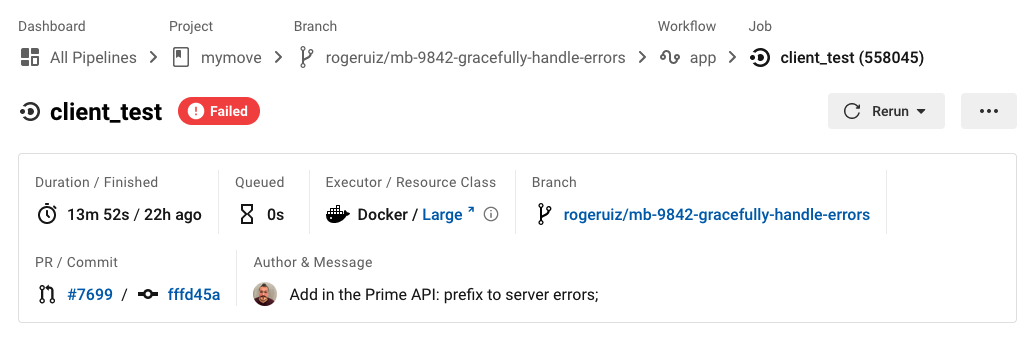 Dashboard Project Branch Workflow Job
All Pipelines mymove rogeruiz/mb-9842-gracefully-handle-errors app client_test (558045)
client_test Failed Rerun
Duration / Finished Queued Executor / Resource Class Branch
13m 52s / 22h ago 0s Docker / Large rogeruiz/mb-9842-gracefully-handle-errors
PR / Commit Author & Message
#7699 / fffd45a Add in the Prime API: prefix to server errors;